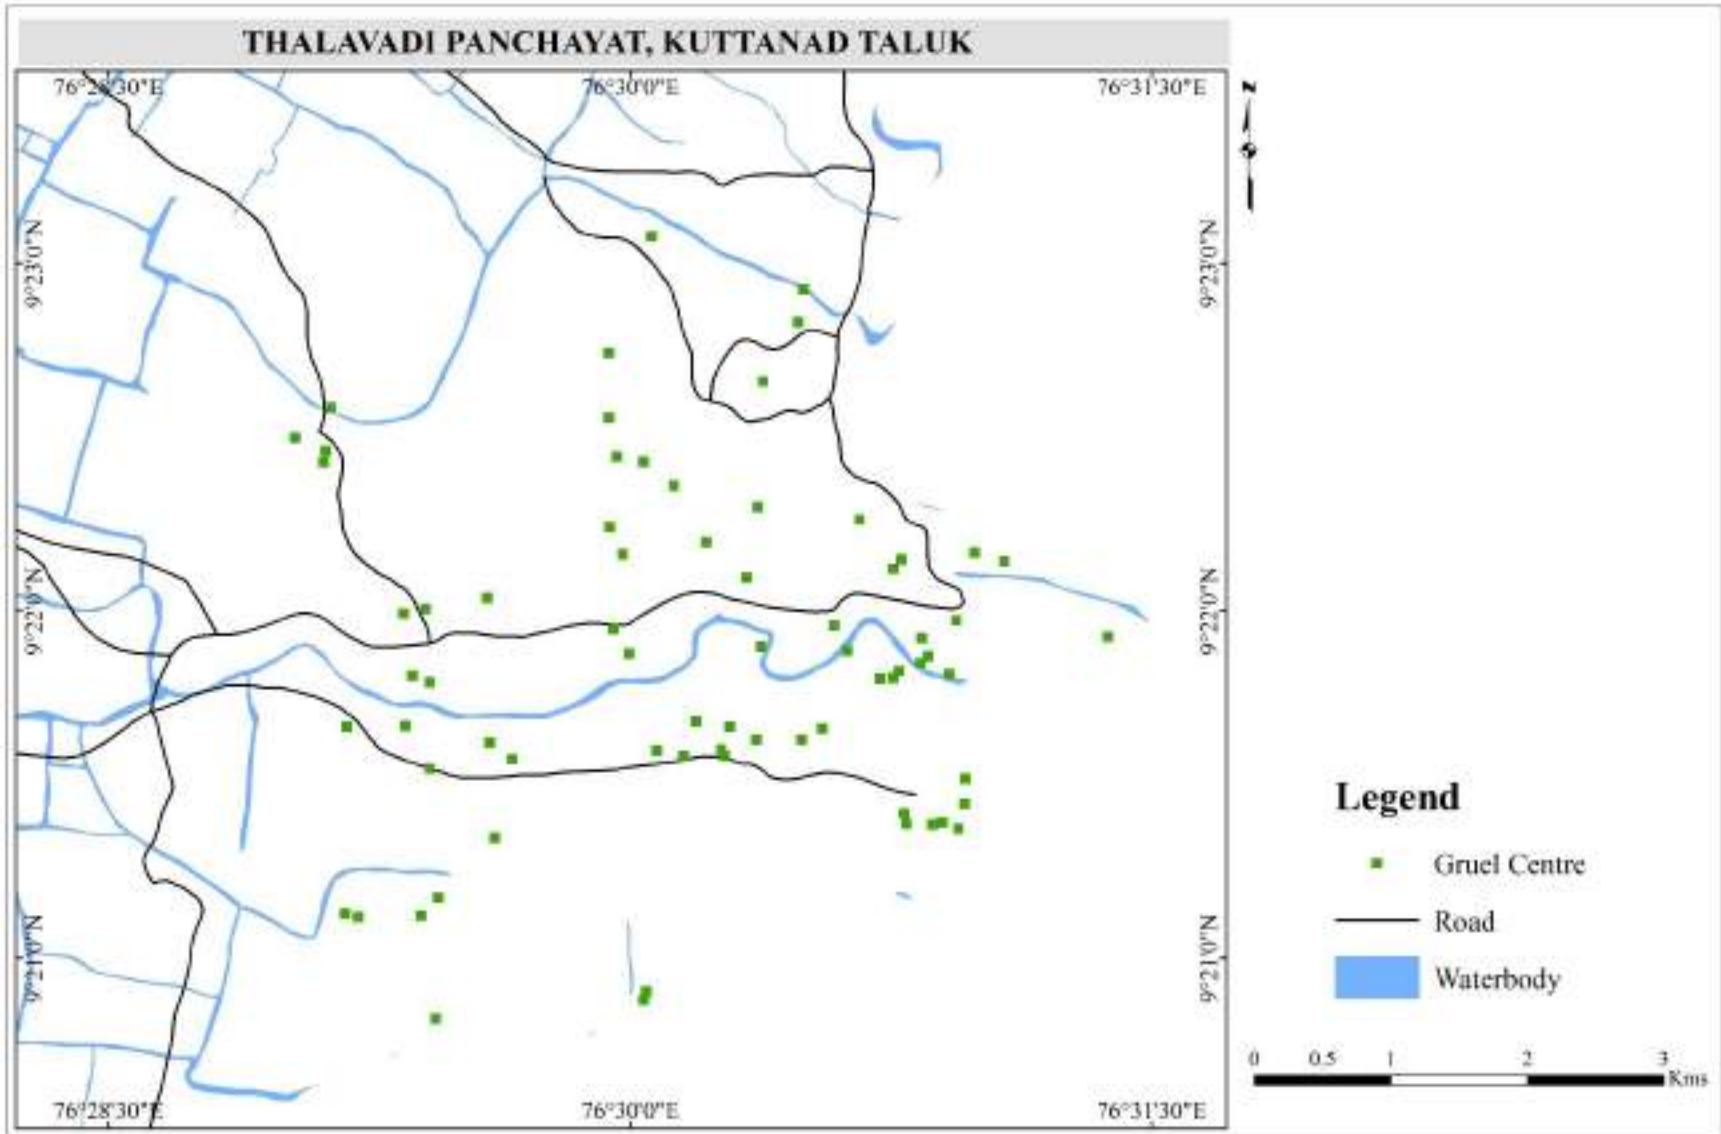 THALAVADI PANCHAYAT, KUTTANAD TALUK
76°28'30"E 76°30'0"E 76°31'30"E
N
9°23'0"N 9°23'0"N
9°22'0"N 9°22'0"N
9°21'0"N 9°21'0"N
76°28'30"E 76°30'0"E 76°31'30"E
Legend
Gruel Centre
Road
Waterbody
0 0.5 1 2 3
Kms